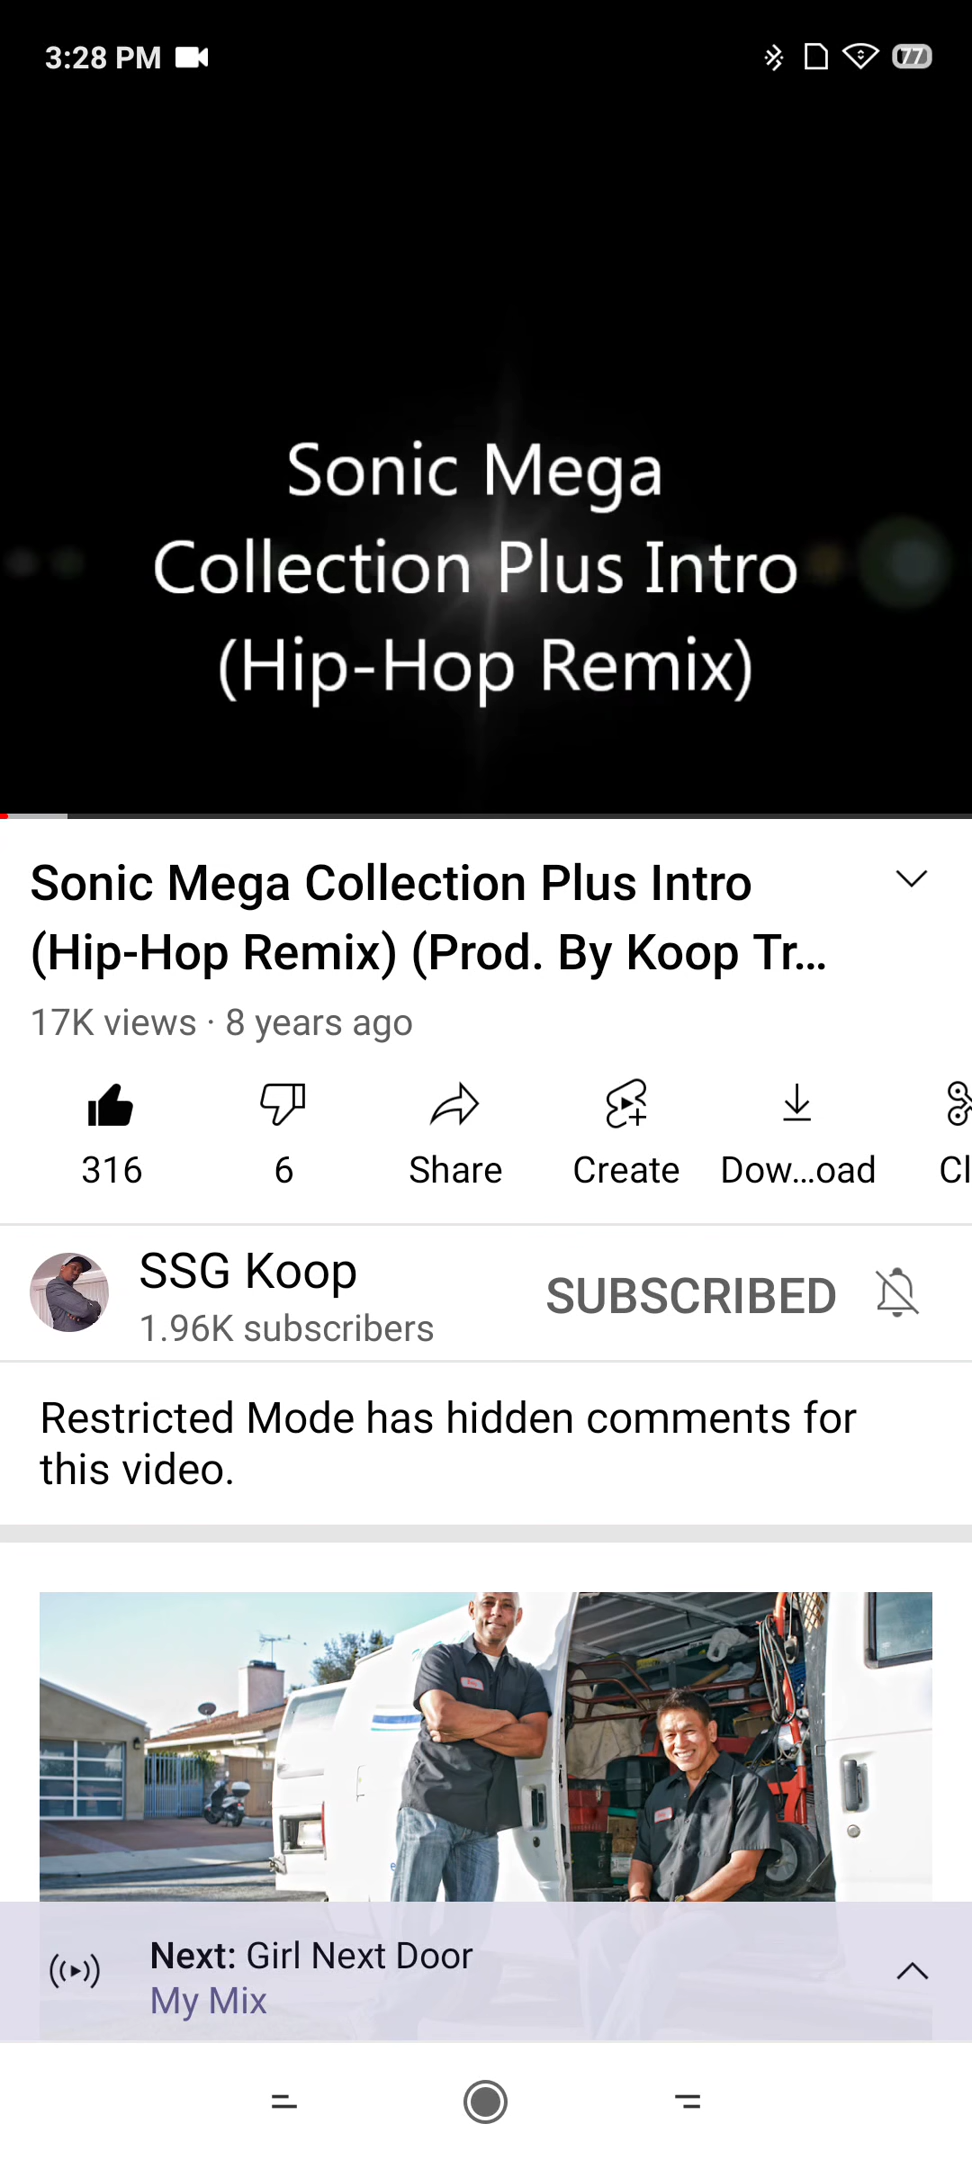 3:28 PM
77
Sonic Mega
Collection Plus Intro
(Hip-Hop Remix)
Sonic Mega Collection Plus Intro
(Hip-Hop Remix) (Prod. By Koop Tr...
17K views · 8 years ago
316
6
Share
Create
Dow...oad
Cl
SSG Koop
1.96K subscribers
SUBSCRIBED
Restricted Mode has hidden comments for
this video.
Next: Girl Next Door
My Mix